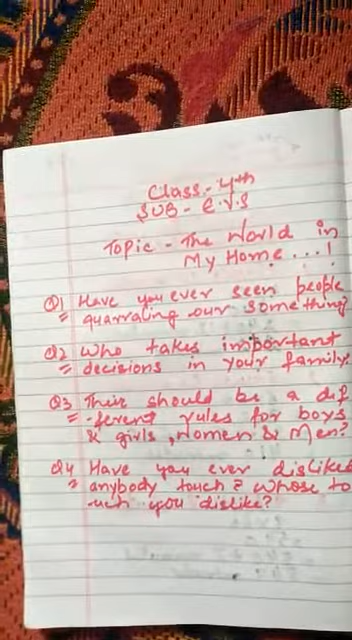 Class - 4th
SUB - E.V.S
Topic - The World in
My Home...!
Q1 Have you ever seen people
quarraling our something?
Q2 Who takes important
decisions in your family.
Q3 Their should be a dif
-ferent rules for boys
& girls, women & Men?
Q4 Have you ever dislikes
anybody touch? whose to
uch you dislike?